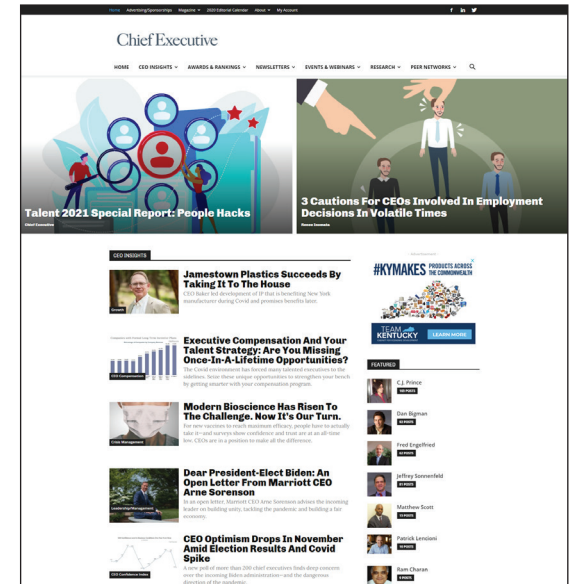 Home Advertising/Sponsorships Magazine 2020 Editorial Calendar About My Account
Chief Executive
HOME CEO INSIGHTS AWARDS & RANKINGS NEWSLETTERS EVENTS & WEBINARS RESEARCH PEER NETWORKS
Talent 2021 Special Report: People Hacks
Chief Executive
3 Cautions For CEOs Involved In Employment
Decisions In Volatile Times
CEO INSIGHTS
Jamestown Plastics Succeeds By
Taking It To The House
CEO Baker led development of IP that is benefiting New York
manufacturer during Covid and promises benefits later.
Growth
Executive Compensation And Your
Talent Strategy: Are You Missing
Once-In-A-Lifetime Opportunities?
The Covid environment has forced many talented executives to the
sidelines. Seize these unique opportunities to strengthen your bench
by getting smarter with your compensation program.
CEO Compensation
Modern Bioscience Has Risen To
The Challenge. Now It's Our Turn.
For new vaccines to reach maximum efficacy, people have to actually
take it—and surveys show confidence and trust are at an all-time
low. CEOs are in a position to make all the difference.
Crisis Management
Dear President-Elect Biden: An
Open Letter From Marriott CEO
Arne Sorenson
In an open letter, Marriott CEO Arne Sorenson advises the incoming
leader on building unity, tackling the pandemic and building a fair
economy.
Leadership/Management
CEO Optimism Drops In November
Amid Election Results And Covid
Spike
A new poll of more than 200 chief executives finds deep concern
over the incoming Biden administration—and the dangerous
direction of the pandemic.
CEO Confidence Index
Advertisement
#KYMAKES PRODUCTS ACROSS
THE COMMONWEALTH
TEAM
KENTUCKY
LEARN MORE
FEATURED
C.J. Prince
Dan Bigman
Fred Engelfried
Jeffrey Sonnenfeld
Matthew Scott
Patrick Lencioni
Ram Charan